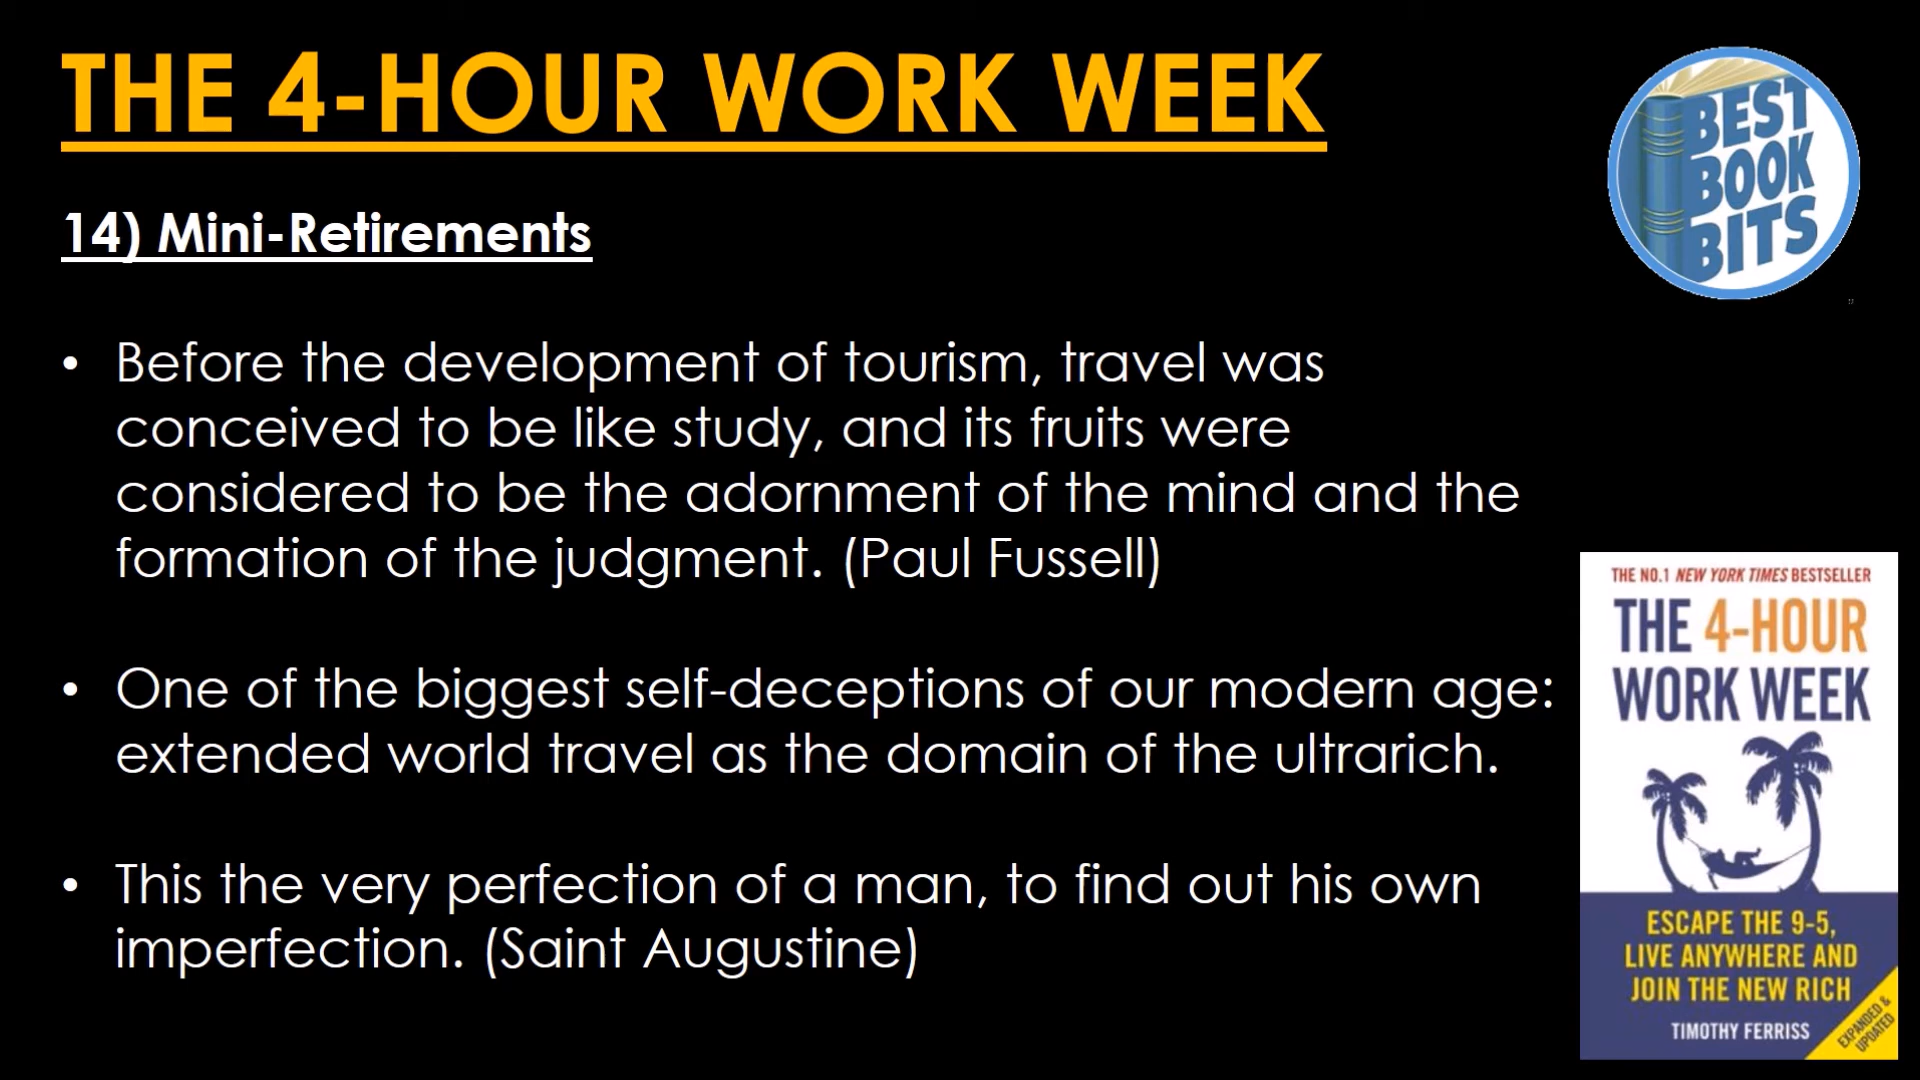 THE 4-HOUR WORK WEEK
BEST
BOOK
BITS
14) Mini-Retirements
• Before the development of tourism, travel was
conceived to be like study, and its fruits were
considered to be the adornment of the mind and the
formation of the judgment. (Paul Fussell)
• One of the biggest self-deceptions of our modern age:
extended world travel as the domain of the ultrarich.
• This the very perfection of a man, to find out his own
imperfection. (Saint Augustine)
THE NO.1 NEW YORK TIMES BESTSELLER
THE 4-HOUR
WORK WEEK
ESCAPE THE 9-5,
LIVE ANYWHERE AND
JOIN THE NEW RICH
TIMOTHY FERRISS
EXPANDED &
UPDATED